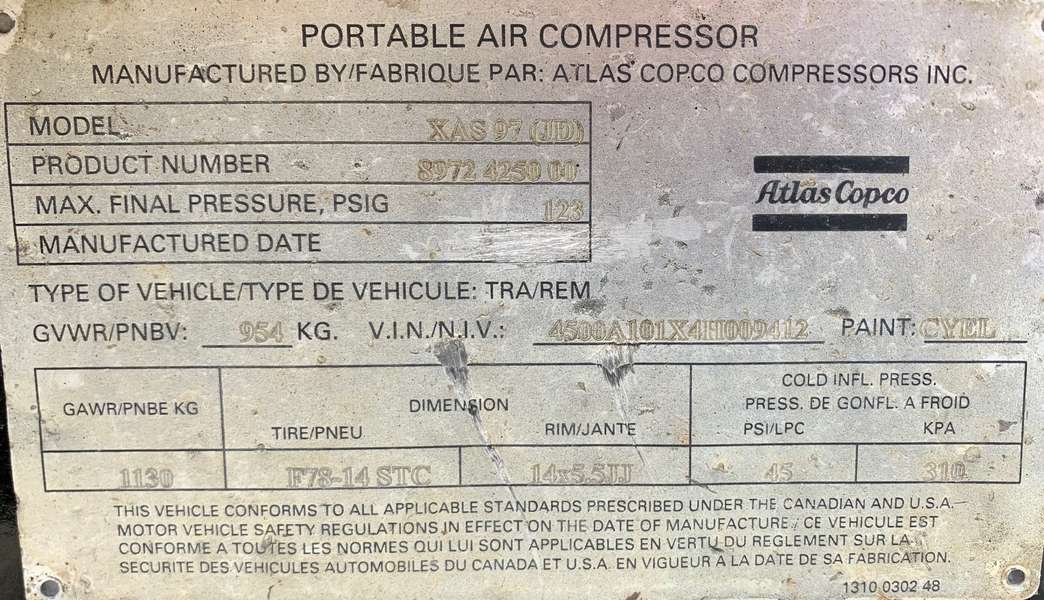 PORTABLE AIR COMPRESSOR
MANUFACTURED BY/FABRIQUE PAR: ATLAS COPCO COMPRESSORS INC.
MODEL XAS 97 (JD)
PRODUCT NUMBER 8972 4250 00
MAX. FINAL PRESSURE, PSIG 123
MANUFACTURED DATE
Atlas Copco
TYPE OF VEHICLE/TYPE DE VEHICULE: TRA/REM
GVWR/PNBV: 954 KG. V.I.N./N.I.V.: 4500A101X4H009412 PAINT: CYEL
GAWR/PNBE KG DIMENSION COLD INFL. PRESS.
PRESS. DE GONFL. A FROID
TIRE/PNEU RIM/JANTE PSI/LPC KPA
1130 F78-14 STC 14x5.5JJ 45 310
THIS VEHICLE CONFORMS TO ALL APPLICABLE STANDARDS PRESCRIBED UNDER THE CANADIAN AND U.S.A.
MOTOR VEHICLE SAFETY REGULATIONS IN EFFECT ON THE DATE OF MANUFACTURE./ CE VEHICULE EST
CONFORME A TOUTES LES NORMES QUI LUI SONT APPLICABLES EN VERTU DU REGLEMENT SUR LA
SECURITE DES VEHICULES AUTOMOBILES DU CANADA ET U.S.A. EN VIGUEUR A LA DATE DE SA FABRICATION.
1310 0302 48